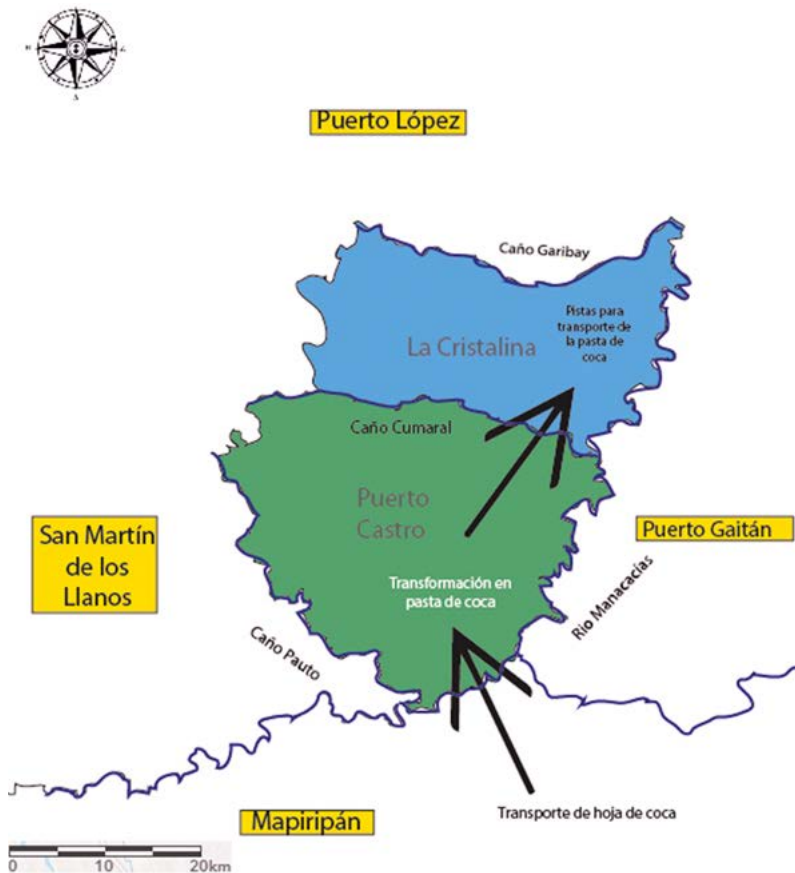 Puerto López
Caño Garibay
Pistas para
transporte de
la pasta de
coca
La Cristalina
Caño Cumaral
Puerto
Castro
San Martín
de los
Llanos
Puerto Gaitán
Transformación en
pasta de coca
Rio Manacacías
Caño Pauto
Transporte de hoja de coca
Mapiripán
0 10 20km